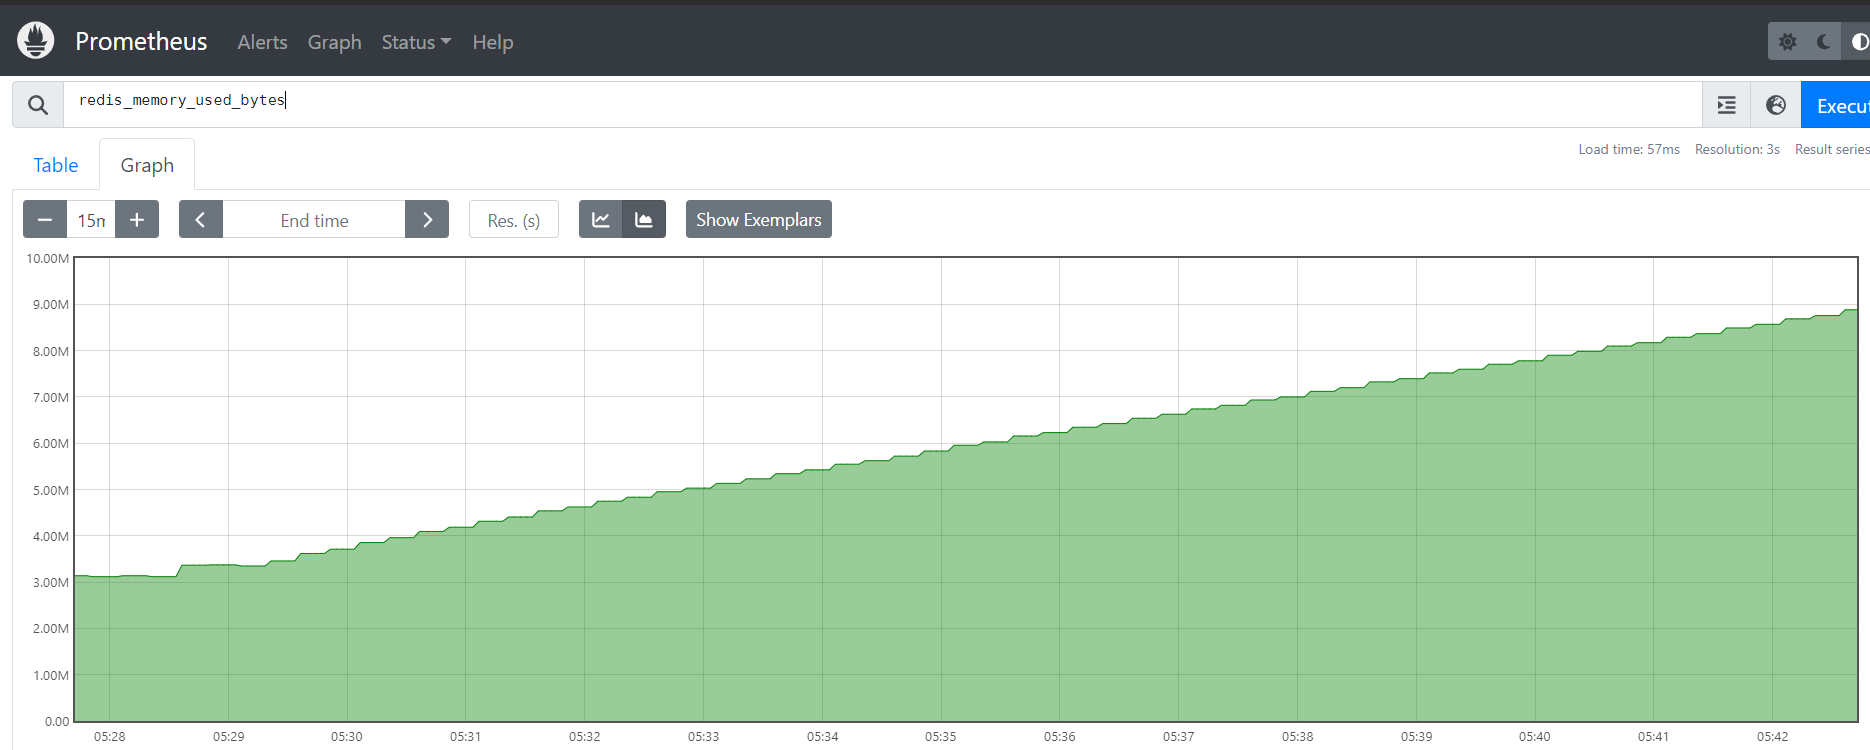 Prometheus Alerts Graph Status Help
redis_memory_used_bytes
Execut
Table Graph
Load time: 57ms Resolution: 3s Result series
15m
End time
Res. (s)
Show Exemplars
10.00M
9.00M
8.00M
7.00M
6.00M
5.00M
4.00M
3.00M
2.00M
1.00M
0.00
05:28 05:29 05:30 05:31 05:32 05:33 05:34 05:35 05:36 05:37 05:38 05:39 05:40 05:41 05:42